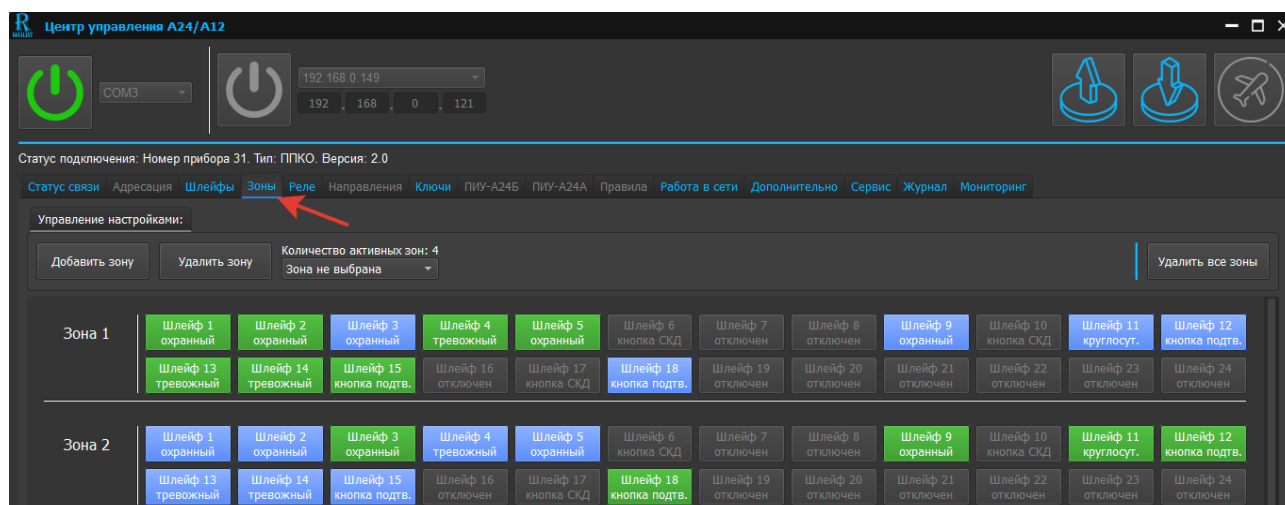 R
Центр управления А24/А12
COM3
192.168.0.149
192 . 168 . 0 . 121
Статус подключения: Номер прибора 31. Тип: ППКО. Версия: 2.0
Статус связи Адресация Шлейфы Зоны Реле Направления Ключи ПИУ-А24Б ПИУ-А24А Правила Работа в сети Дополнительно Сервис Журнал Мониторинг
Управление настройками:
Добавить зону
Удалить зону
Количество активных зон: 4
Зона не выбрана
Удалить все зоны
Зона 1
Шлейф 1 Шлейф 2 Шлейф 3 Шлейф 4 Шлейф 5 Шлейф 6 Шлейф 7 Шлейф 8 Шлейф 9 Шлейф 10 Шлейф 11 Шлейф 12
охранный охранный охранный тревожный охранный кнопка СКД отключен отключен охранный кнопка СКД круглосут. кнопка подтв.
Шлейф 13 Шлейф 14 Шлейф 15 Шлейф 16 Шлейф 17 Шлейф 18 Шлейф 19 Шлейф 20 Шлейф 21 Шлейф 22 Шлейф 23 Шлейф 24
тревожный тревожный кнопка подтв. отключен кнопка СКД кнопка подтв. отключен отключен отключен отключен отключен отключен
Зона 2
Шлейф 1 Шлейф 2 Шлейф 3 Шлейф 4 Шлейф 5 Шлейф 6 Шлейф 7 Шлейф 8 Шлейф 9 Шлейф 10 Шлейф 11 Шлейф 12
охранный охранный охранный тревожный охранный кнопка СКД отключен отключен охранный кнопка СКД круглосут. кнопка подтв.
Шлейф 13 Шлейф 14 Шлейф 15 Шлейф 16 Шлейф 17 Шлейф 18 Шлейф 19 Шлейф 20 Шлейф 21 Шлейф 22 Шлейф 23 Шлейф 24
тревожный тревожный кнопка подтв. отключен кнопка СКД кнопка подтв. отключен отключен отключен отключен отключен отключен